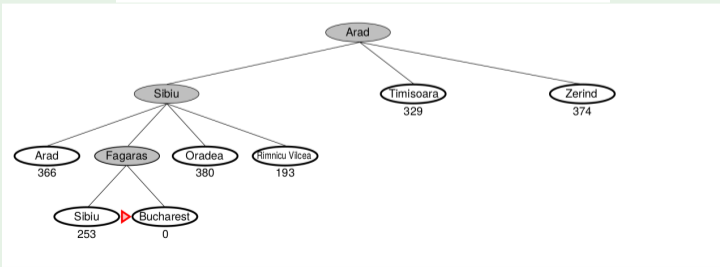 Arad
Sibiu Timisoara Zerind
329 374
Arad Fagaras Oradea Rimnicu Vilcea
366 380 193
Sibiu Bucharest
253 0